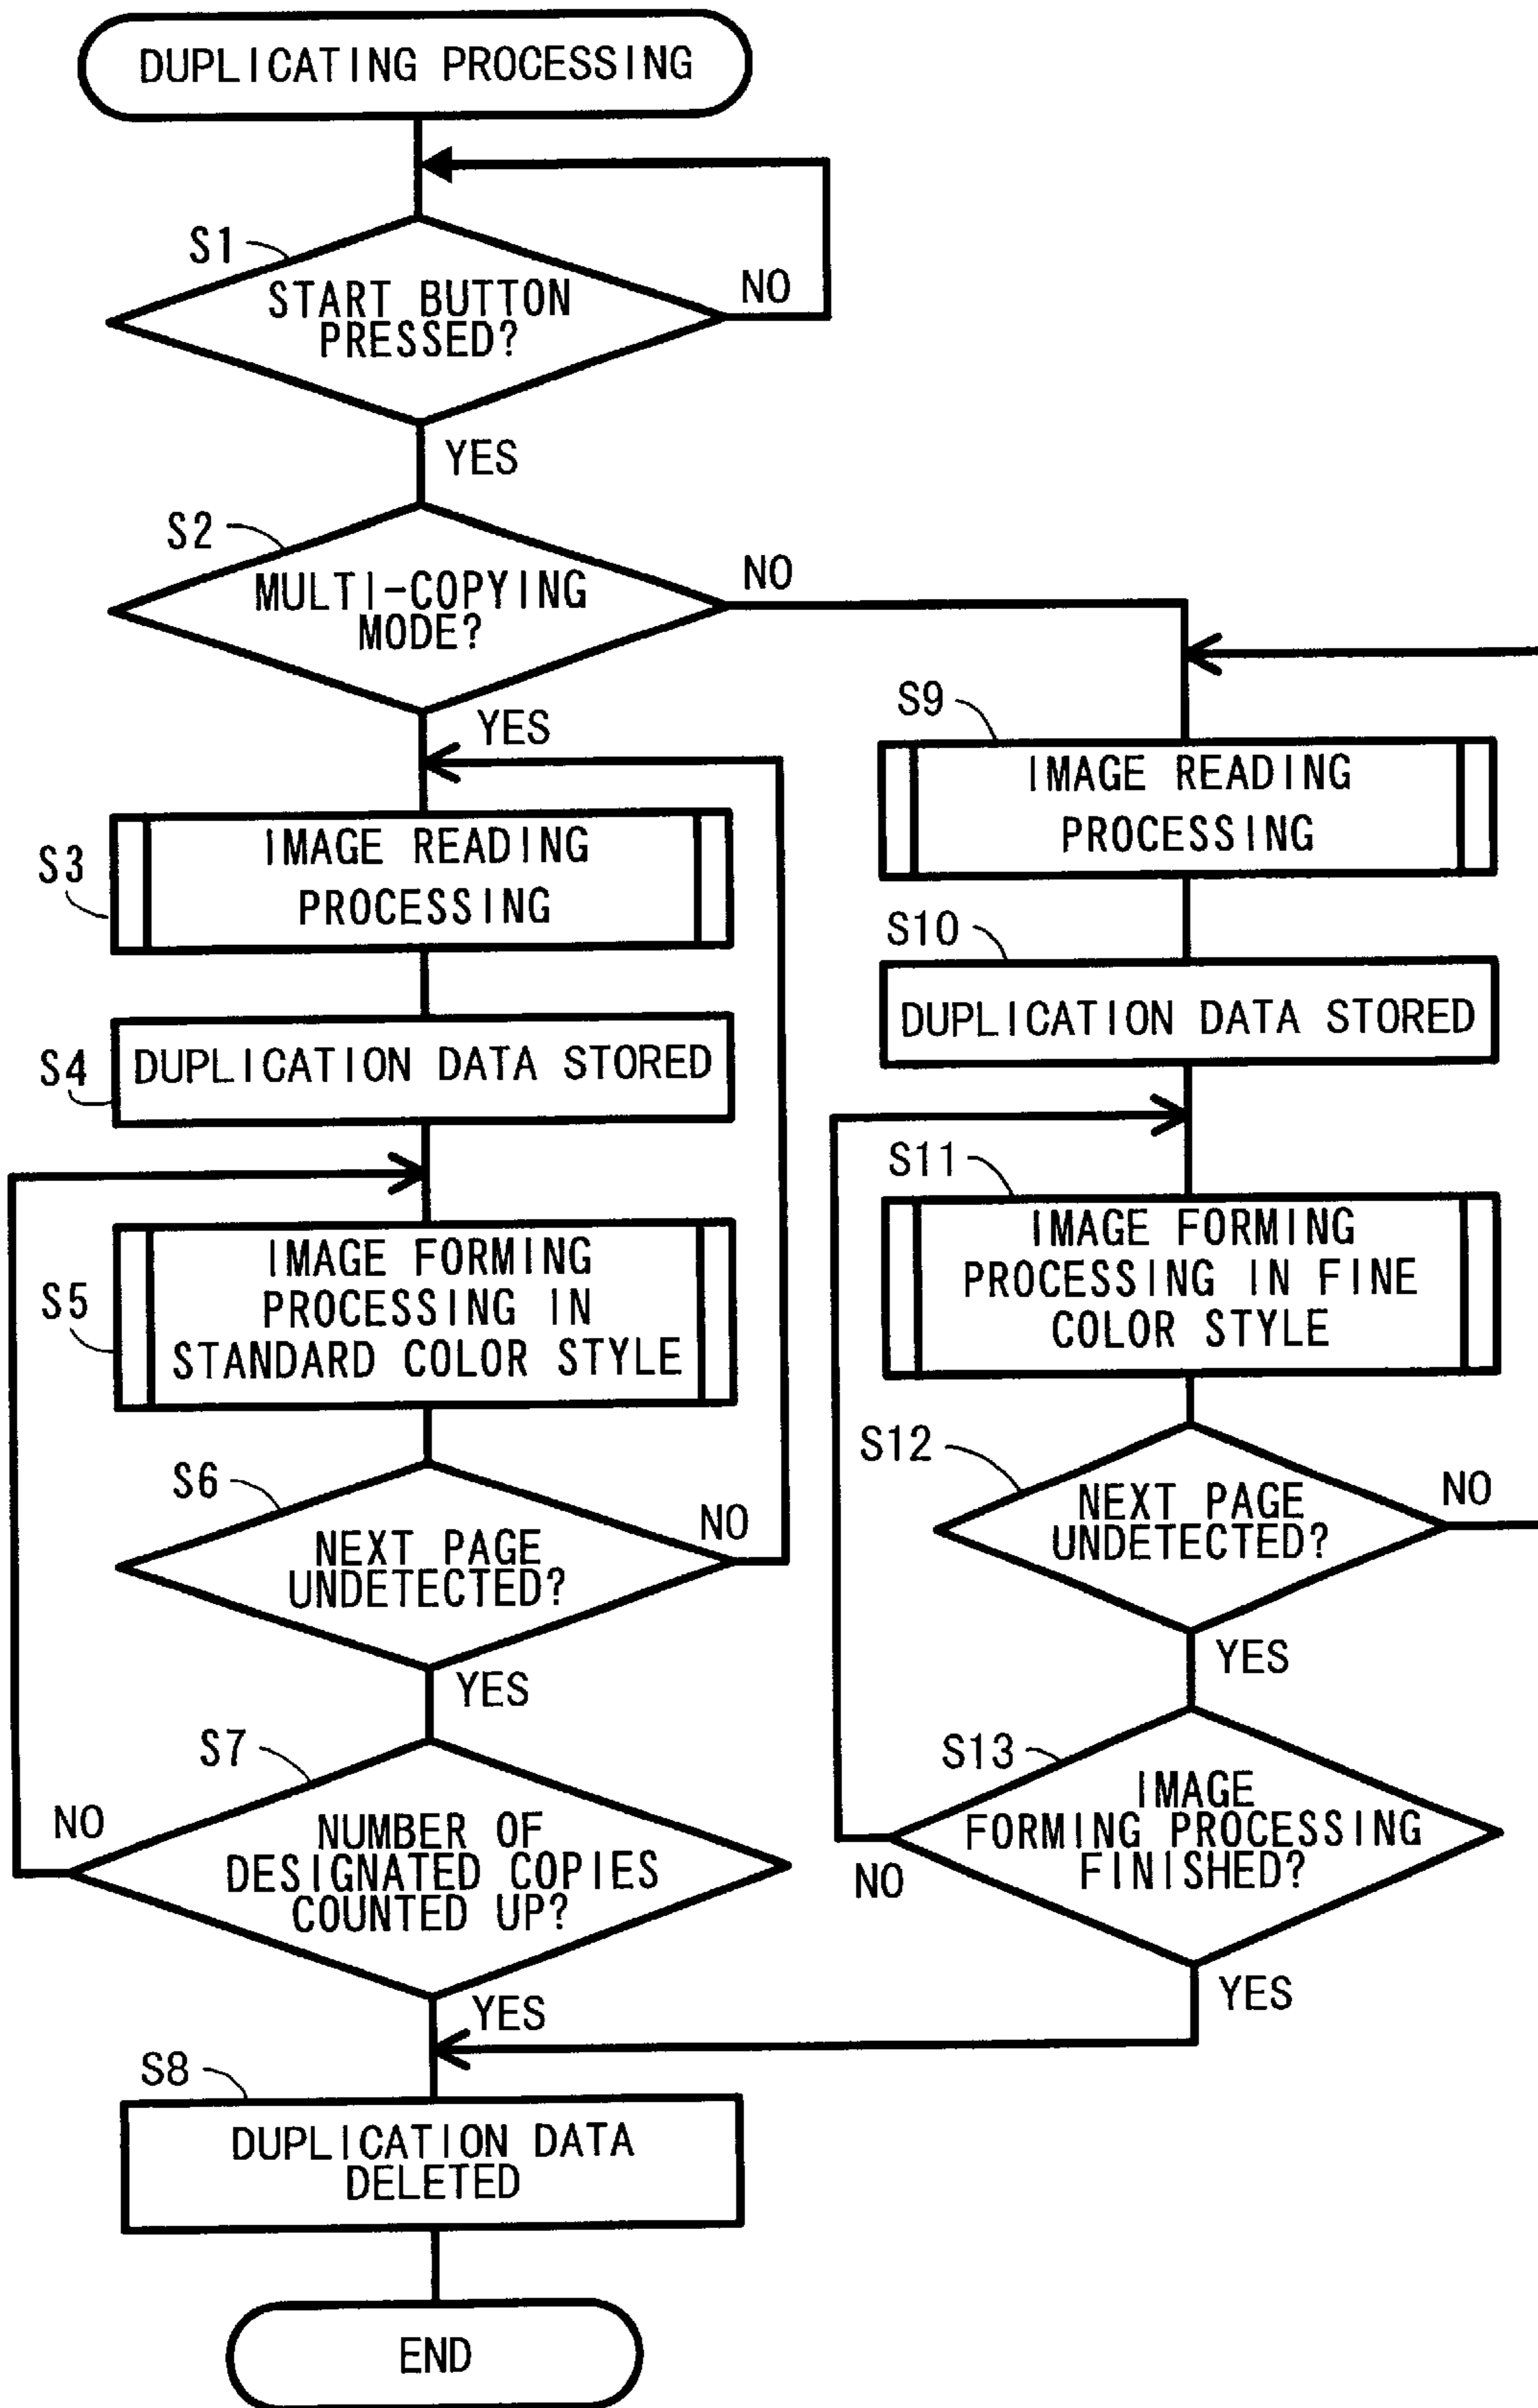 DUPLICATING PROCESSING
S1
START BUTTON
PRESSED?
NO
YES
S2
MULTI-COPYING
MODE?
NO
YES
S3
IMAGE READING
PROCESSING
S4
DUPLICATION DATA STORED
S5
IMAGE FORMING
PROCESSING IN
STANDARD COLOR STYLE
S6
NEXT PAGE
UNDETECTED?
NO
YES
S7
NUMBER OF
DESIGNATED COPIES
COUNTED UP?
NO
YES
S8
DUPLICATION DATA
DELETED
END
S9
IMAGE READING
PROCESSING
S10
DUPLICATION DATA STORED
S11
IMAGE FORMING
PROCESSING IN FINE
COLOR STYLE
S12
NEXT PAGE
UNDETECTED?
NO
YES
S13
IMAGE
FORMING PROCESSING
FINISHED?
NO
YES